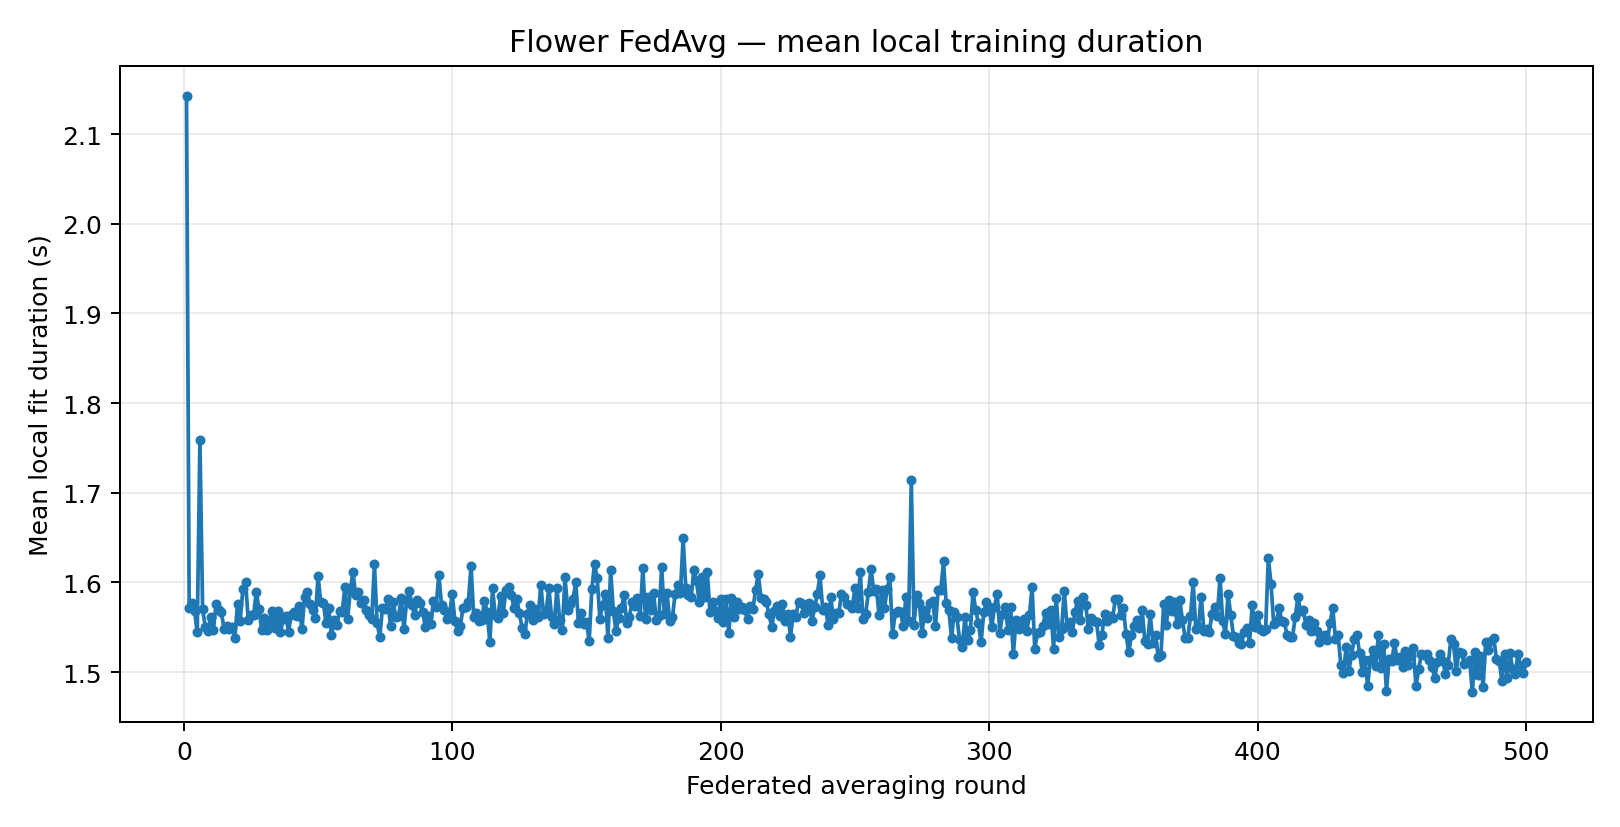 Flower FedAvg — mean local training duration
Mean local fit duration (s)
2.1
2.0
1.9
1.8
1.7
1.6
1.5
0 100 200 300 400 500
Federated averaging round